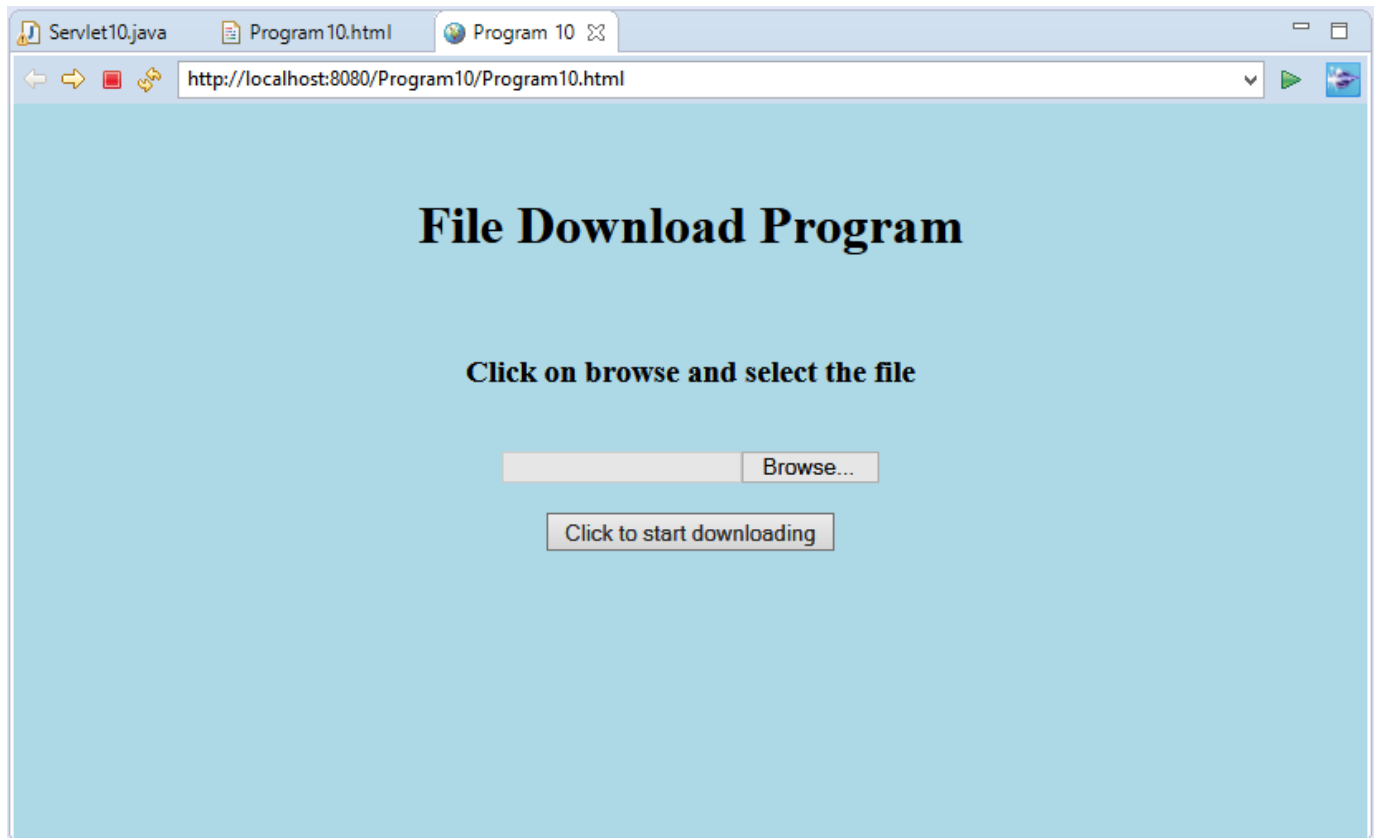 Servlet10.java Program10.html Program 10
http://localhost:8080/Program10/Program10.html
File Download Program
Click on browse and select the file
Browse...
Click to start downloading